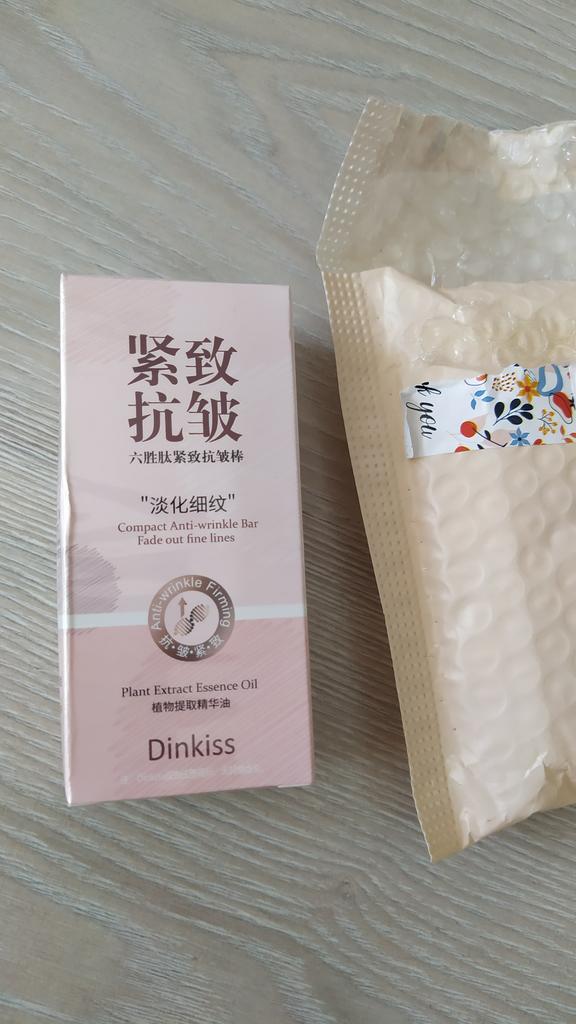 紧致
抗皱
六胜肽紧致抗皱棒
"淡化细纹"
Compact Anti-wrinkle Bar
Fade out fine lines
Anti-wrinkle Firming
抗·皱·紧·致
Plant Extract Essence Oil
植物提取精华油
Dinkiss
you